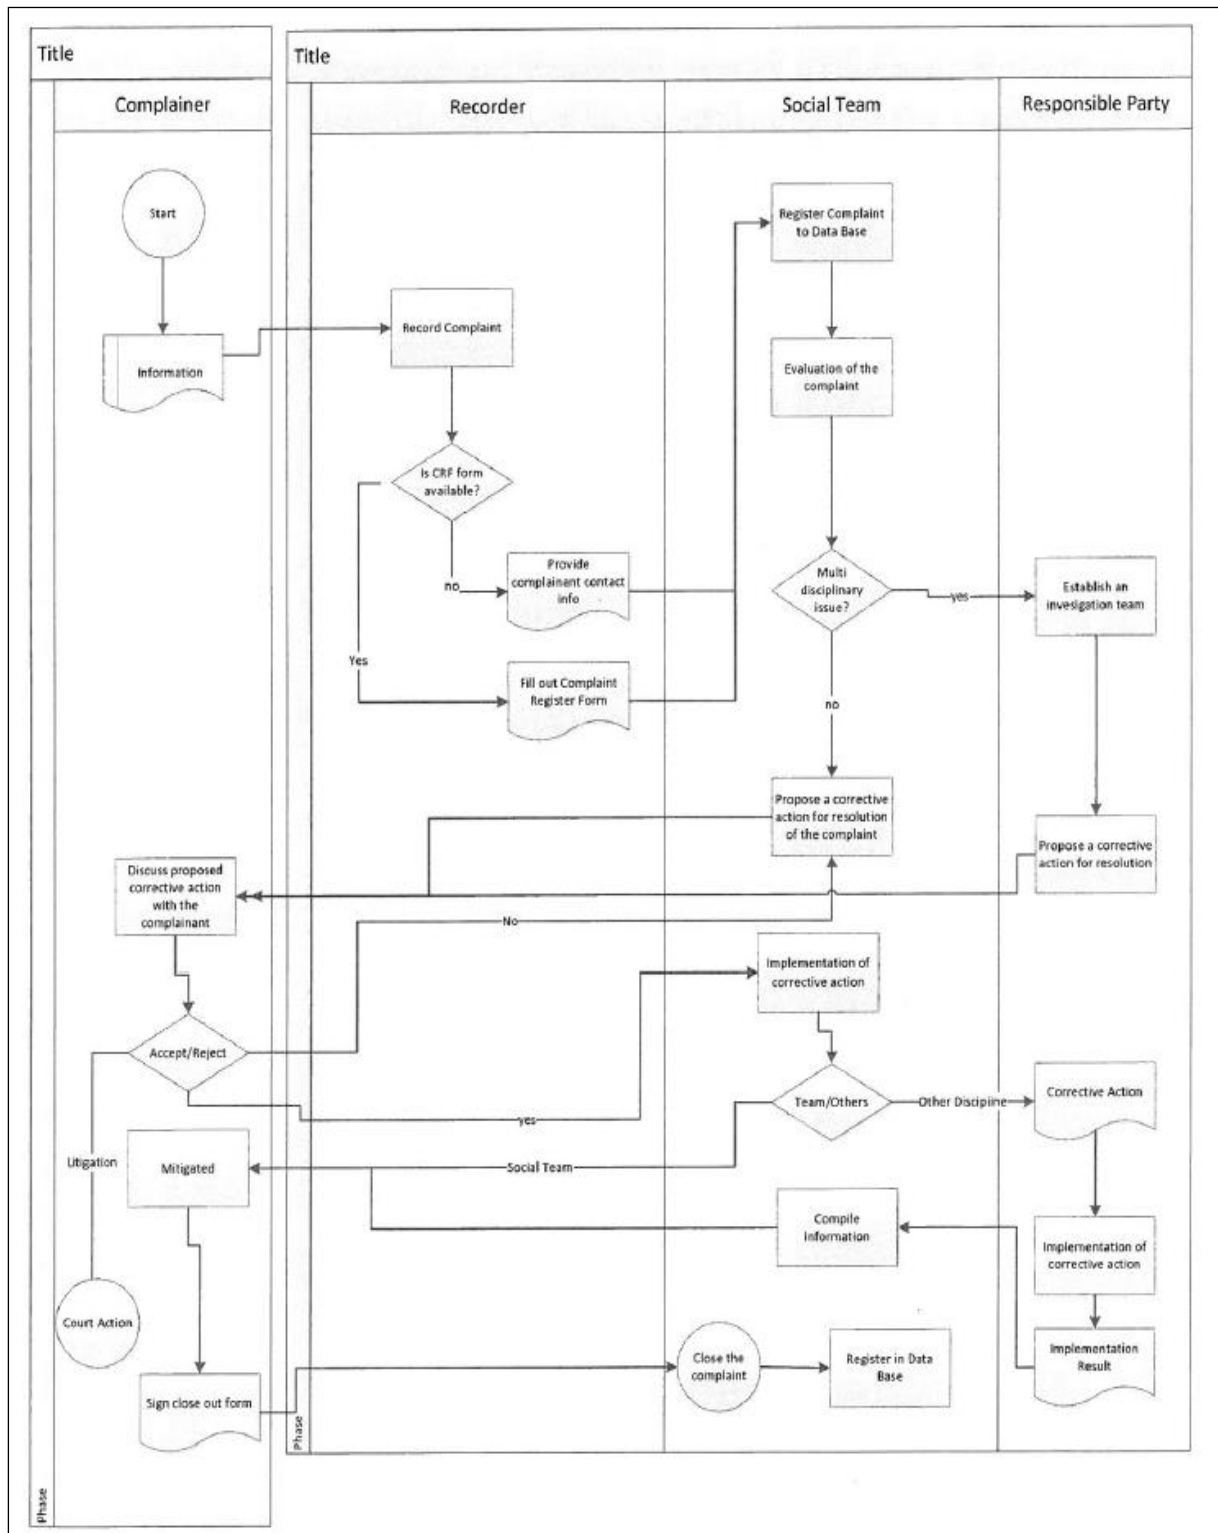 Title
Title
Complainer
Recorder
Social Team
Responsible Party
Start
Register Complaint
to Data Base
Record Complaint
Information
Evaluation of the
complaint
Is CRF form
available?
no
Provide
complainent contact
info
Multi
disciplinary
issue?
yes
Establish an
invesigation team
Yes
Fill out Complaint
Register Form
no
Propose a corrective
action for resolution
of the complaint
Propose a corrective
action for resolution
Discuss proposed
corrective action
with the
complainant
No
Implementation of
corrective action
Accept/Reject
yes
Team/Others
Other Discipline
Corrective Action
Litigation
Mitigated
Social Team
Compile
Information
Implementation of
corrective action
Court Action
Close the
complaint
Register in Data
Base
Implementation
Result
Sign close out form
Phase
Phase